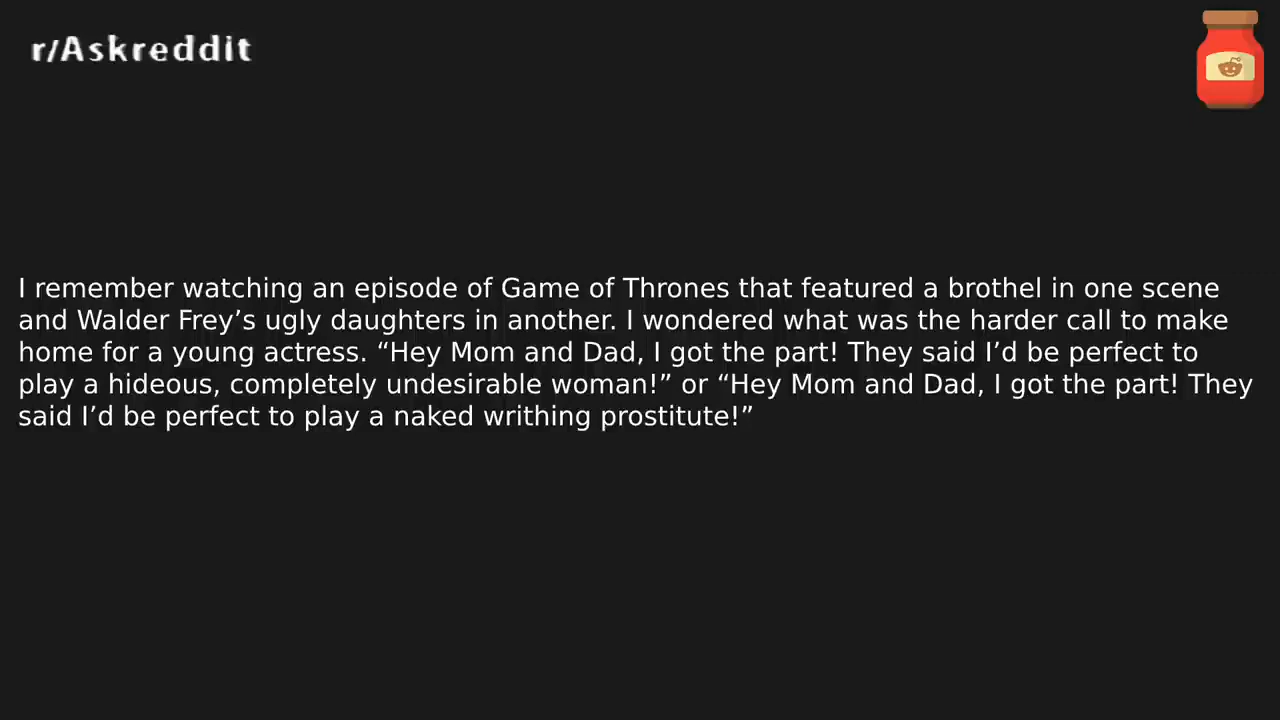 r/Askreddit
I remember watching an episode of Game of Thrones that featured a brothel in one scene
and Walder Frey’s ugly daughters in another. I wondered what was the harder call to make
home for a young actress. “Hey Mom and Dad, I got the part! They said I’d be perfect to
play a hideous, completely undesirable woman!” or “Hey Mom and Dad, I got the part! They
said I’d be perfect to play a naked writhing prostitute!”